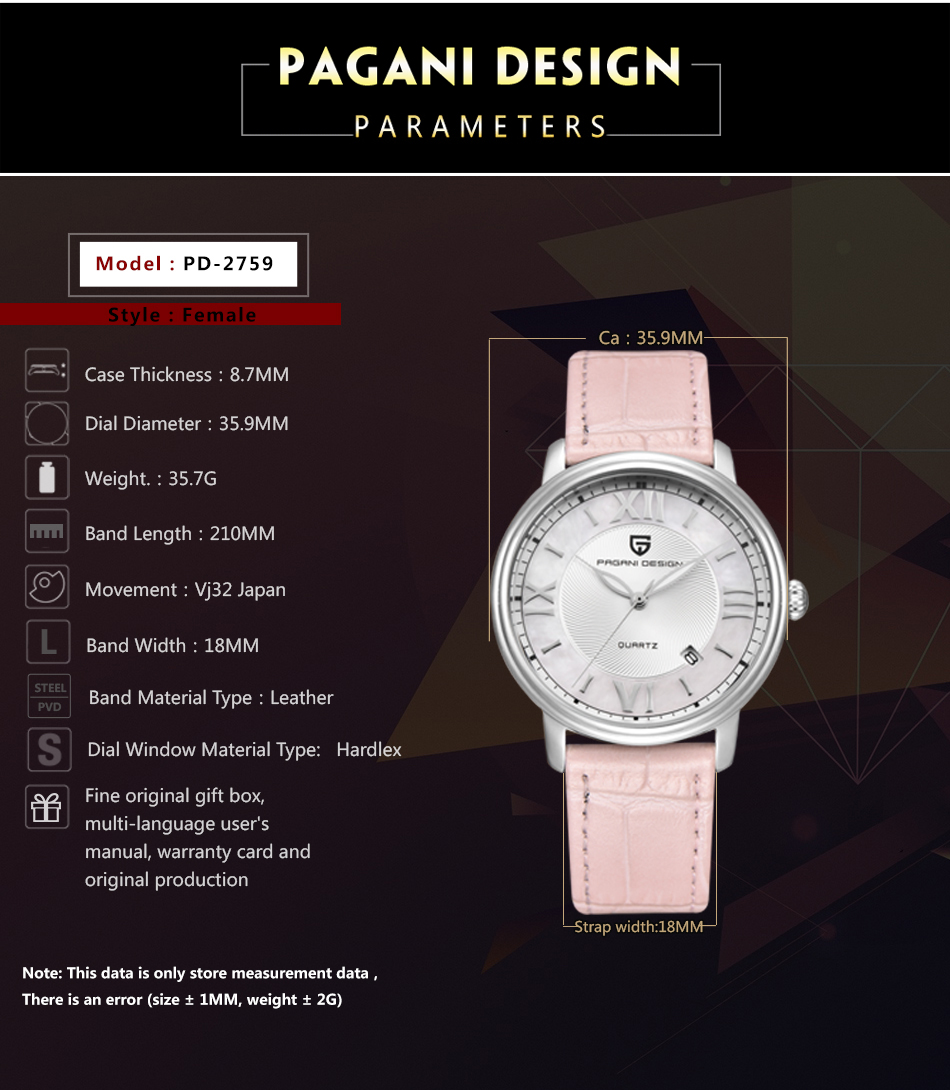 PAGANI DESIGN
PARAMETERS
Model : PD-2759
Style : Female
Case Thickness : 8.7MM
Dial Diameter : 35.9MM
Weight. : 35.7G
Band Length : 210MM
Movement : Vj32 Japan
L
Band Width : 18MM
STEEL
PVD
Band Material Type : Leather
S
Dial Window Material Type: Hardlex
Fine original gift box,
multi-language user's
manual, warranty card and
original production
Note: This data is only store measurement data ,
There is an error (size ± 1MM, weight ± 2G)
Ca : 35.9MM
XII
PAGANI DESIGN
IX
III
QUARTZ
VI
Strap width:18MM